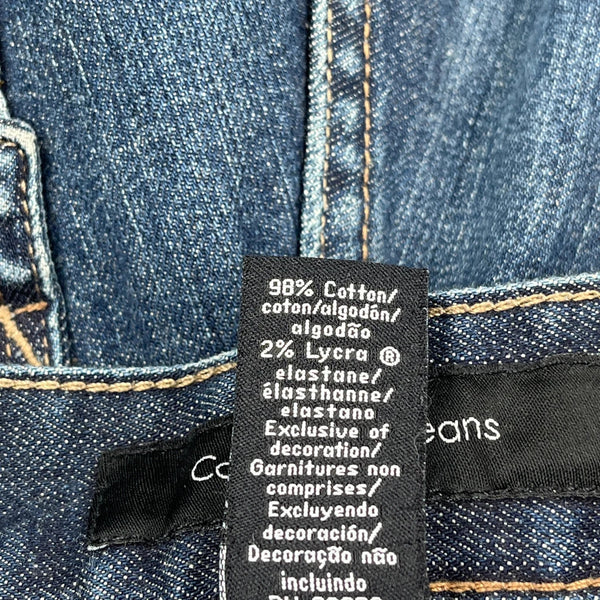 98% Cotton/
coton/algodón/
algodão
2% Lycra ®
elastane/
élasthanne/
elastano
Exclusive of
decoration/
Garnitures non
comprises/
Excluyendo
decoración/
Decoração não
incluindo